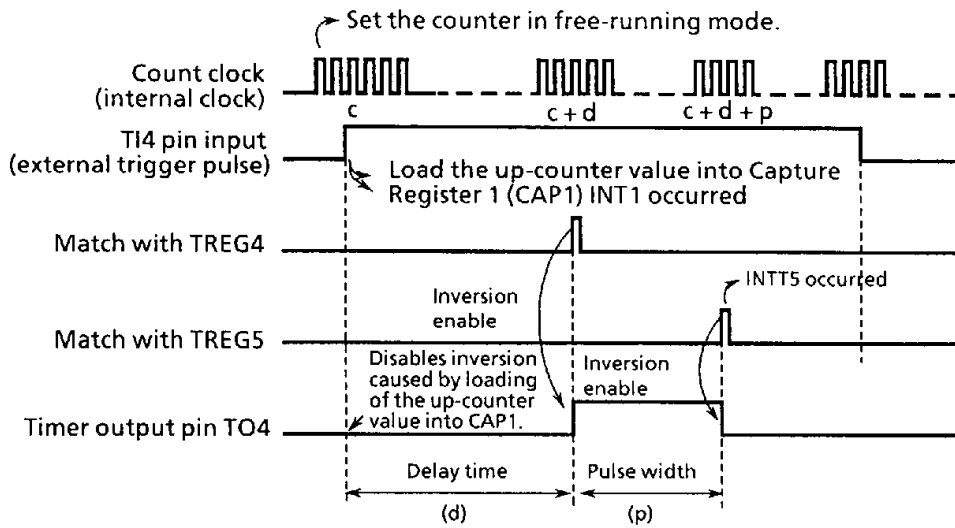 Set the counter in free-running mode.
Count clock
(internal clock)
c
c + d
c + d + p
TI4 pin input
(external trigger pulse)
Load the up-counter value into Capture
Register 1 (CAP1) INT1 occurred
Match with TREG4
INTT5 occurred
Inversion
enable
Match with TREG5
Disables inversion
caused by loading
of the up-counter
value into CAP1.
Inversion
enable
Timer output pin TO4
Delay time
Pulse width
(d)
(p)